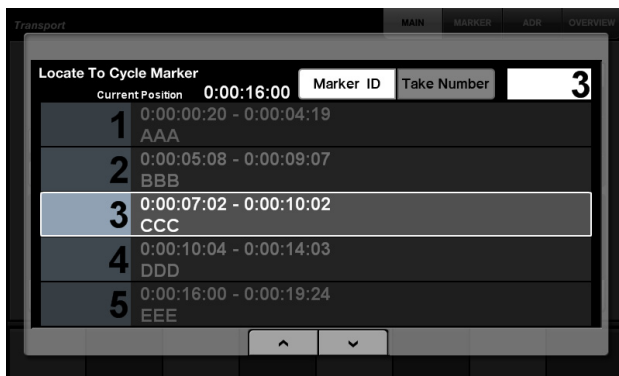 Transport MAIN MARKER ADR OVERVIEW
Locate To Cycle Marker
Current Position 0:00:16:00 Marker ID Take Number 3
1 0:00:00:20 - 0:00:04:19
AAA
2 0:00:05:08 - 0:00:09:07
BBB
3 0:00:07:02 - 0:00:10:02
CCC
4 0:00:10:04 - 0:00:14:03
DDD
5 0:00:16:00 - 0:00:19:24
EEE